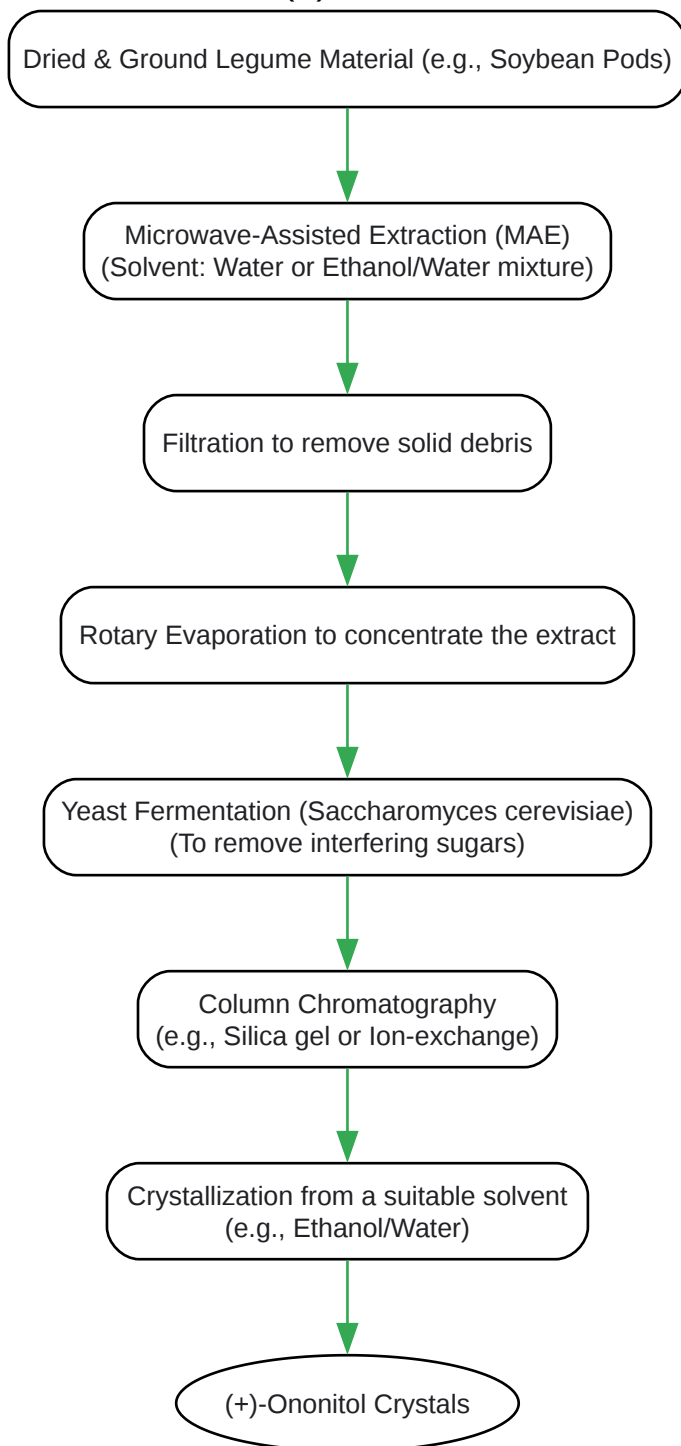 Dried & Ground Legume Material (e.g., Soybean Pods)
Microwave-Assisted Extraction (MAE)
(Solvent: Water or Ethanol/Water mixture)
Filtration to remove solid debris
Rotary Evaporation to concentrate the extract
Yeast Fermentation (Saccharomyces cerevisiae)
(To remove interfering sugars)
Column Chromatography
(e.g., Silica gel or Ion-exchange)
Crystallization from a suitable solvent
(e.g., Ethanol/Water)
(+)-Ononitol Crystals